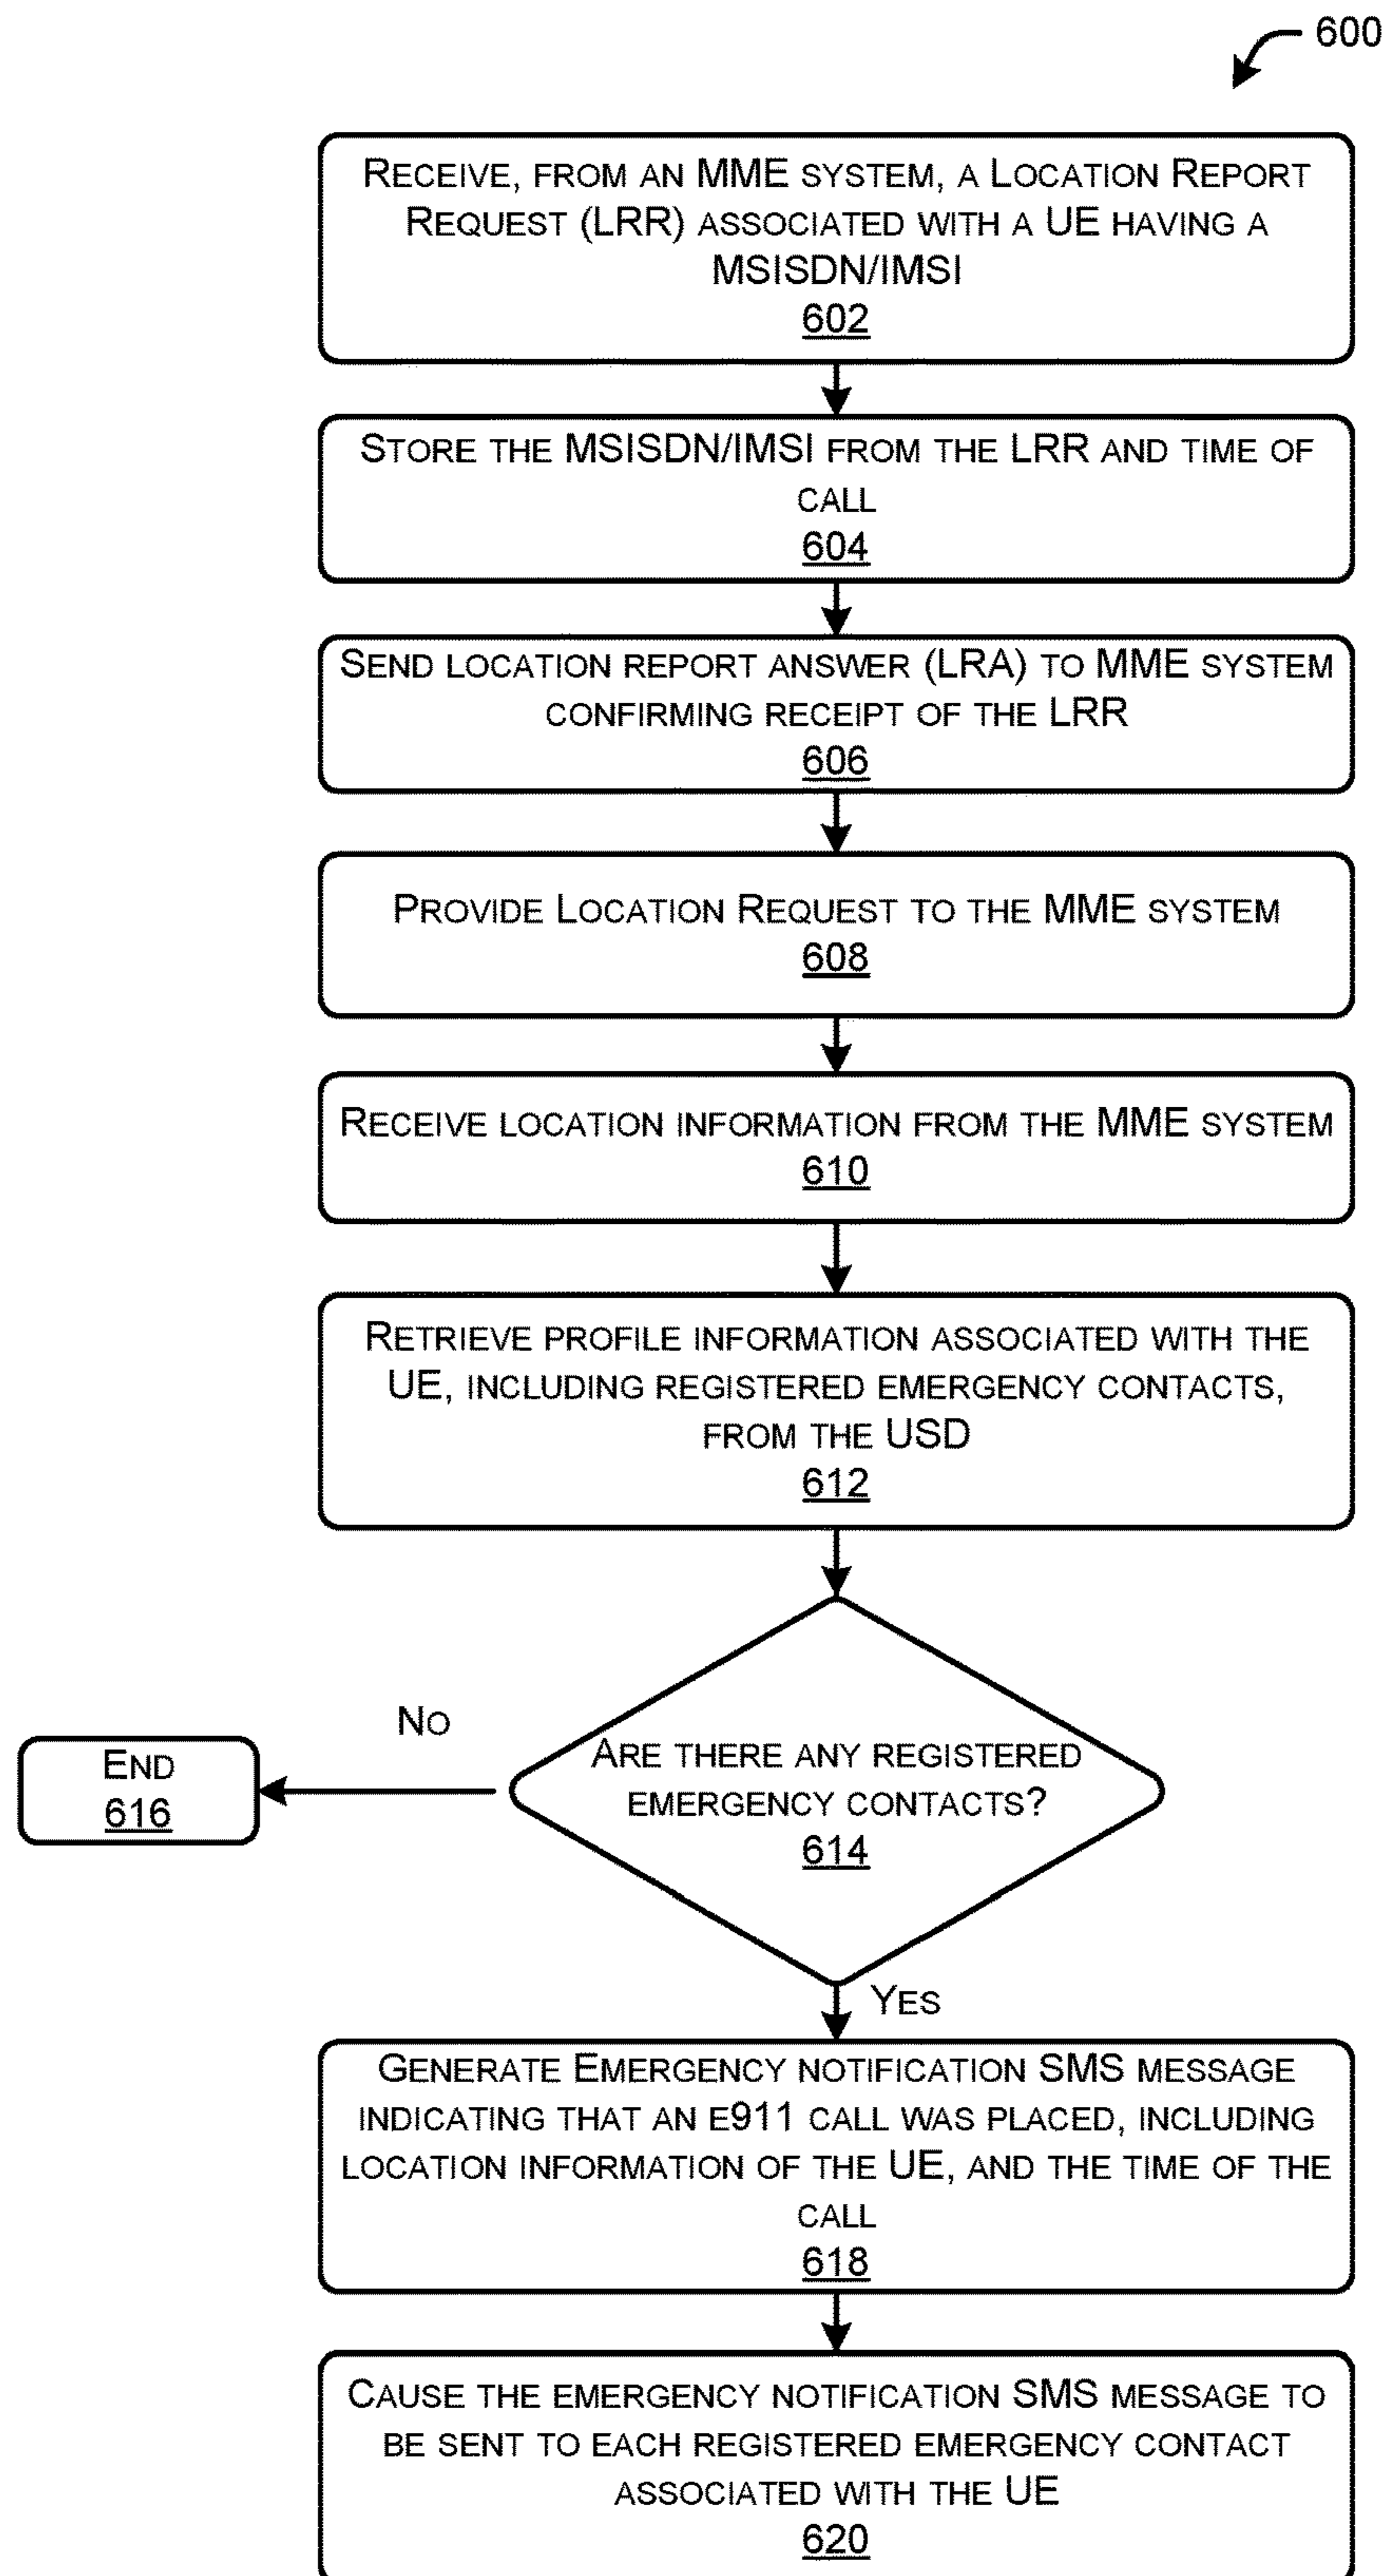 600
RECEIVE, FROM AN MME SYSTEM, A LOCATION REPORT
REQUEST (LRR) ASSOCIATED WITH A UE HAVING A
MSISDN/IMSI
602
STORE THE MSISDN/IMSI FROM THE LRR AND TIME OF
CALL
604
SEND LOCATION REPORT ANSWER (LRA) TO MME SYSTEM
CONFIRMING RECEIPT OF THE LRR
606
PROVIDE LOCATION REQUEST TO THE MME SYSTEM
608
RECEIVE LOCATION INFORMATION FROM THE MME SYSTEM
610
RETRIEVE PROFILE INFORMATION ASSOCIATED WITH THE
UE, INCLUDING REGISTERED EMERGENCY CONTACTS,
FROM THE USD
612
NO
END
616
ARE THERE ANY REGISTERED
EMERGENCY CONTACTS?
614
YES
GENERATE EMERGENCY NOTIFICATION SMS MESSAGE
INDICATING THAT AN E911 CALL WAS PLACED, INCLUDING
LOCATION INFORMATION OF THE UE, AND THE TIME OF THE
CALL
618
CAUSE THE EMERGENCY NOTIFICATION SMS MESSAGE TO
BE SENT TO EACH REGISTERED EMERGENCY CONTACT
ASSOCIATED WITH THE UE
620